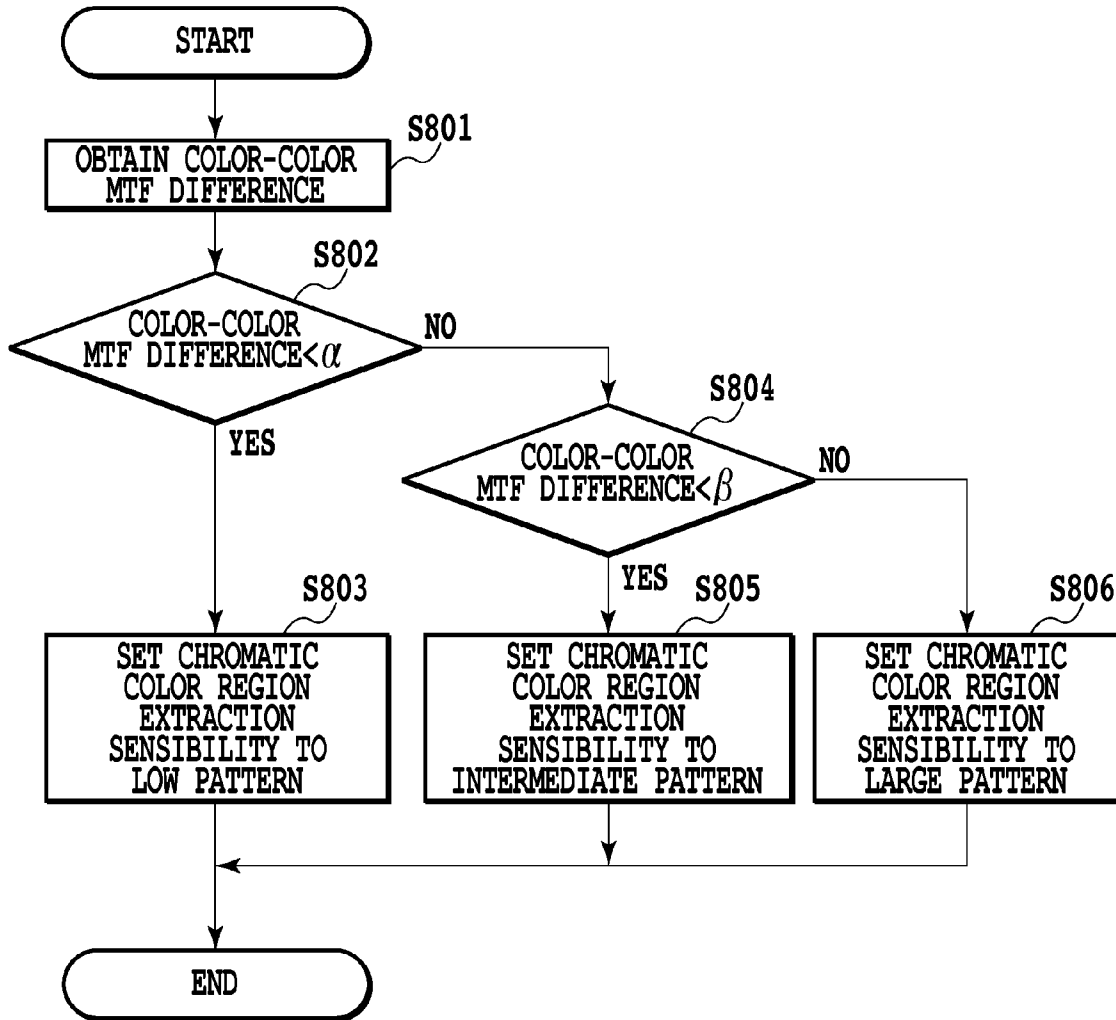 START
S801
OBTAIN COLOR-COLOR
MTF DIFFERENCE
S802
COLOR-COLOR
MTF DIFFERENCE<α
NO
YES
S804
COLOR-COLOR
MTF DIFFERENCE<β
NO
YES
S803
SET CHROMATIC
COLOR REGION
EXTRACTION
SENSIBILITY TO
LOW PATTERN
S805
SET CHROMATIC
COLOR REGION
EXTRACTION
SENSIBILITY TO
INTERMEDIATE PATTERN
S806
SET CHROMATIC
COLOR REGION
EXTRACTION
SENSIBILITY TO
LARGE PATTERN
END